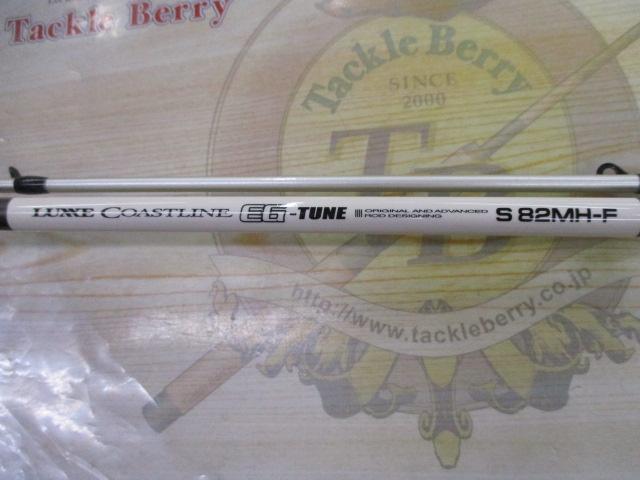 Tackle Berry
Tackle Berry
SINCE
2000
TB
LUXXE COASTLINE EG-TUNE ORIGINAL AND ADVANCED
ROD DESIGNING
S 82MH-F
http://www.tackleberry.co.jp